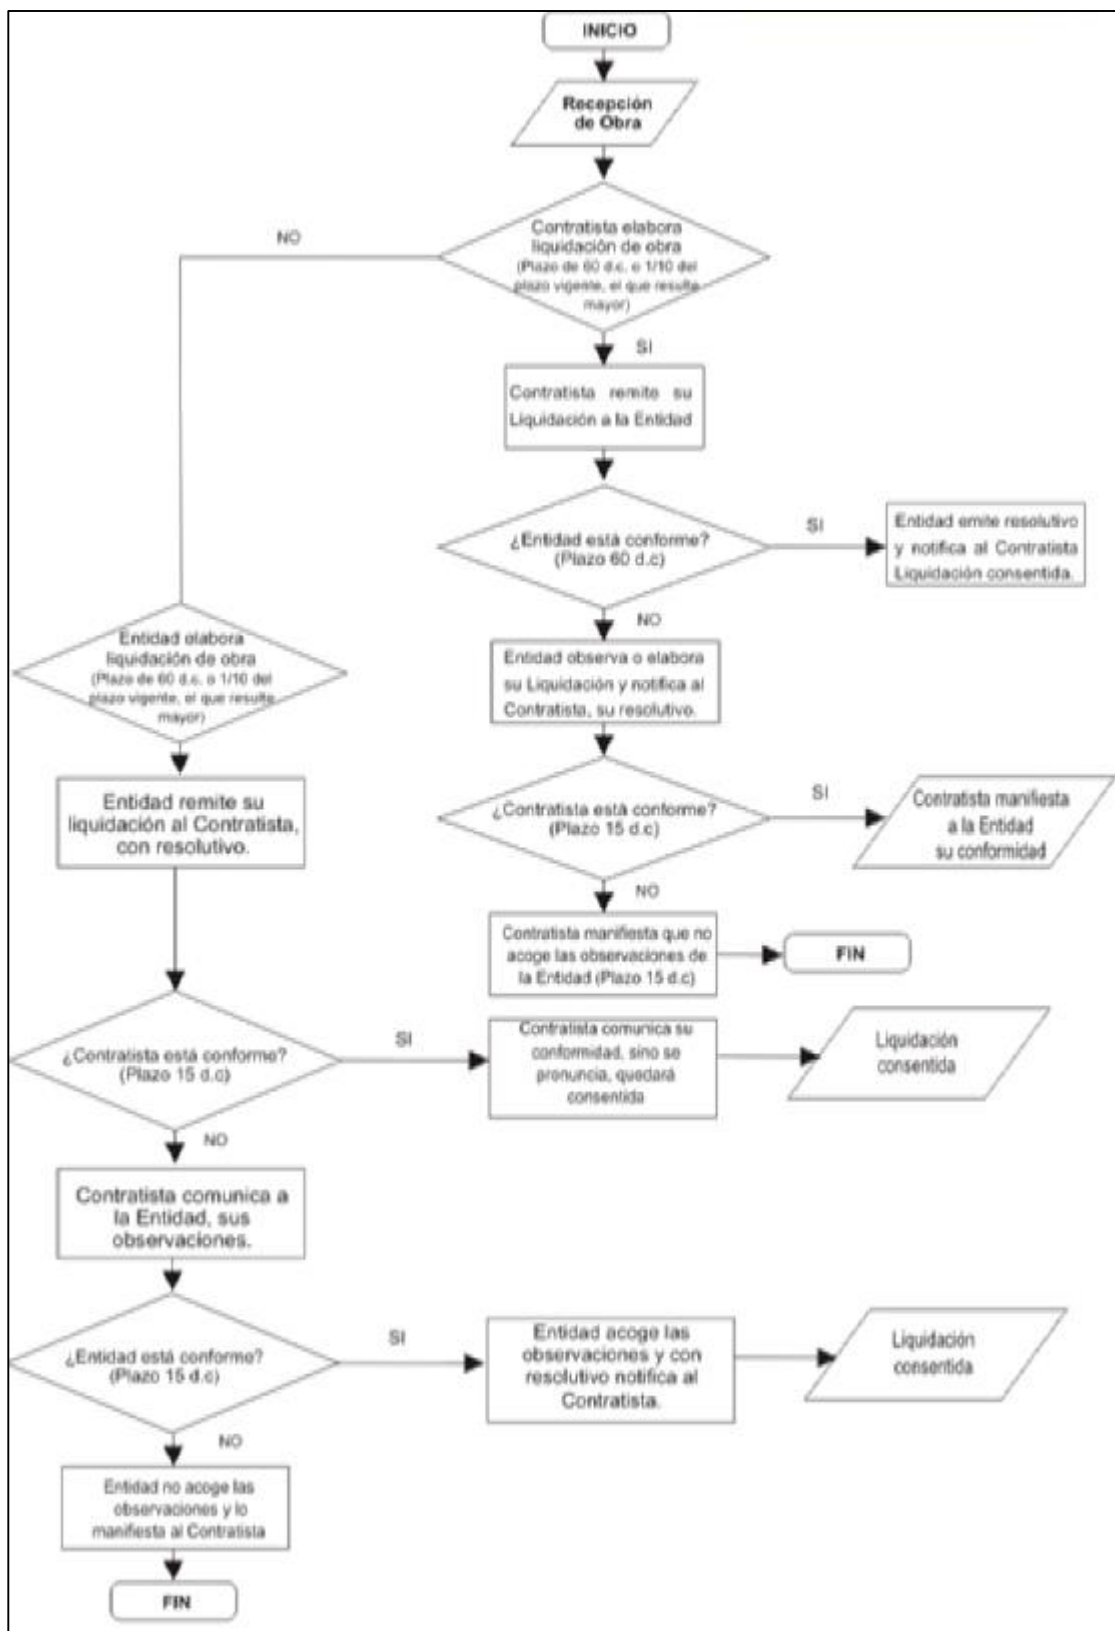 INICIO
Recepción
de Obra
NO
Contratista elabora
liquidación de obra
(Plazo de 60 d.c. o 1/10 del
plazo vigente, el que resulte
mayor)
SI
Contratista remite su
Liquidación a la Entidad
¿Entidad está conforme?
(Plazo 60 d.c)
SI
Entidad emite resolutivo
y notifica al Contratista
Liquidación consentida.
NO
Entidad observa o elabora
su Liquidación y notifica al
Contratista, su resolutivo.
¿Contratista está conforme?
(Plazo 15 d.c)
SI
Contratista manifiesta
a la Entidad
su conformidad
NO
Contratista manifiesta que no
acoge las observaciones de
la Entidad (Plazo 15 d.c)
FIN
Entidad elabora
liquidación de obra
(Plazo de 60 d.c. o 1/10 del
plazo vigente, el que resulte
mayor)
Entidad remite su
liquidación al Contratista,
con resolutivo.
¿Contratista está conforme?
(Plazo 15 d.c)
SI
Contratista comunica su
conformidad, sino se
pronuncia, quedará
consentida
Liquidación
consentida
NO
Contratista comunica a
la Entidad, sus
observaciones.
¿Entidad está conforme?
(Plazo 15 d.c)
SI
Entidad acoge las
observaciones y con
resolutivo notifica al
Contratista.
Liquidación
consentida
NO
Entidad no acoge las
observaciones y lo
manifiesta al Contratista
FIN